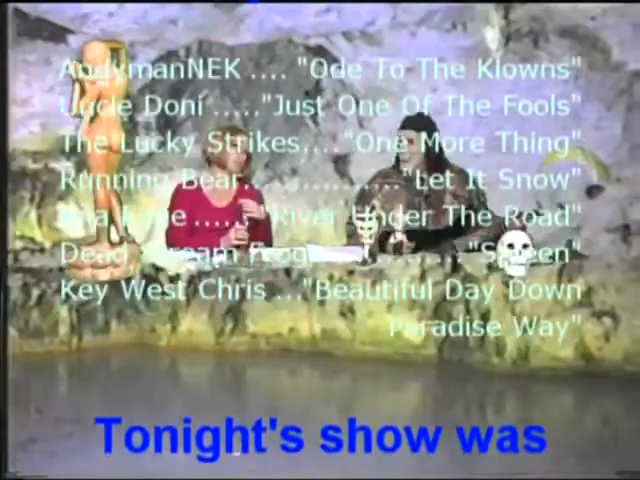 AndymanNEK .... "Ode To The Klowns"
Uncle Doni ....."Just One Of The Fools"
The Lucky Strikes...."One More Thing"
Running Bear................."Let It Snow"
"River Under The Road"
Dead Frog
Key West Chris ..."Beautiful Day Down
Paradise Way"
Tonight's show was